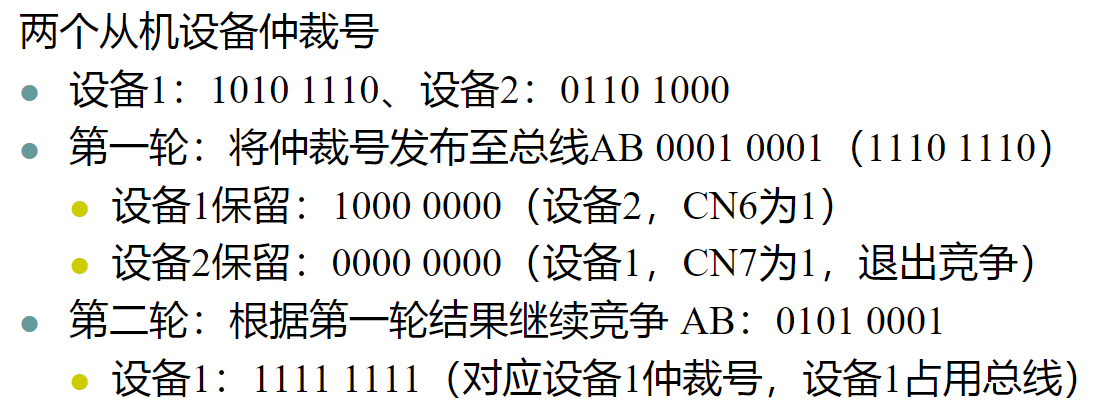 两个从机设备仲裁号
设备1：1010 1110、设备2：0110 1000
第一轮：将仲裁号发布至总线AB 0001 0001（1110 1110）
设备1保留：1000 0000（设备2，CN6为1）
设备2保留：0000 0000（设备1，CN7为1，退出竞争）
第二轮：根据第一轮结果继续竞争 AB：0101 0001
设备1：1111 1111（对应设备1仲裁号，设备1占用总线）